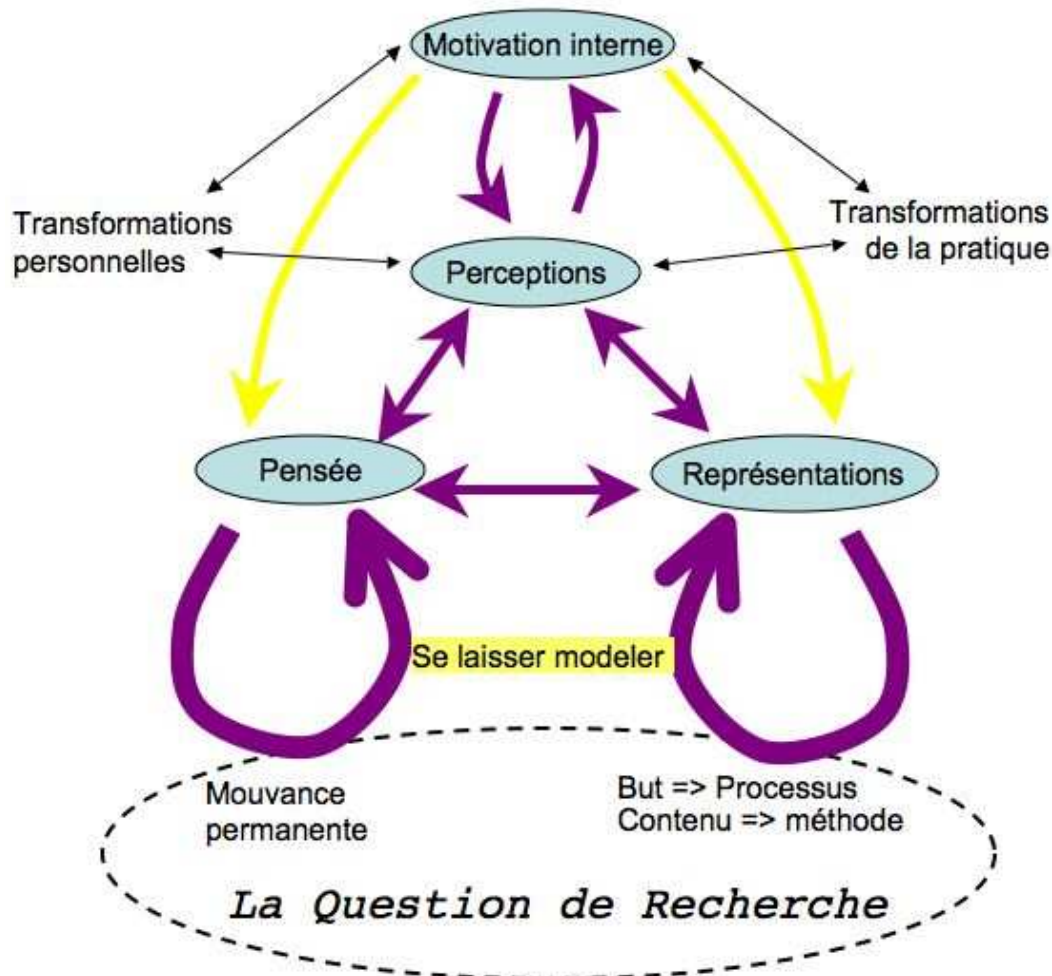 Motivation interne
Transformations
personnelles
Transformations
de la pratique
Perceptions
Pensée
Représentations
Se laisser modeler
Mouvance
permanente
But => Processus
Contenu => méthode
La Question de Recherche